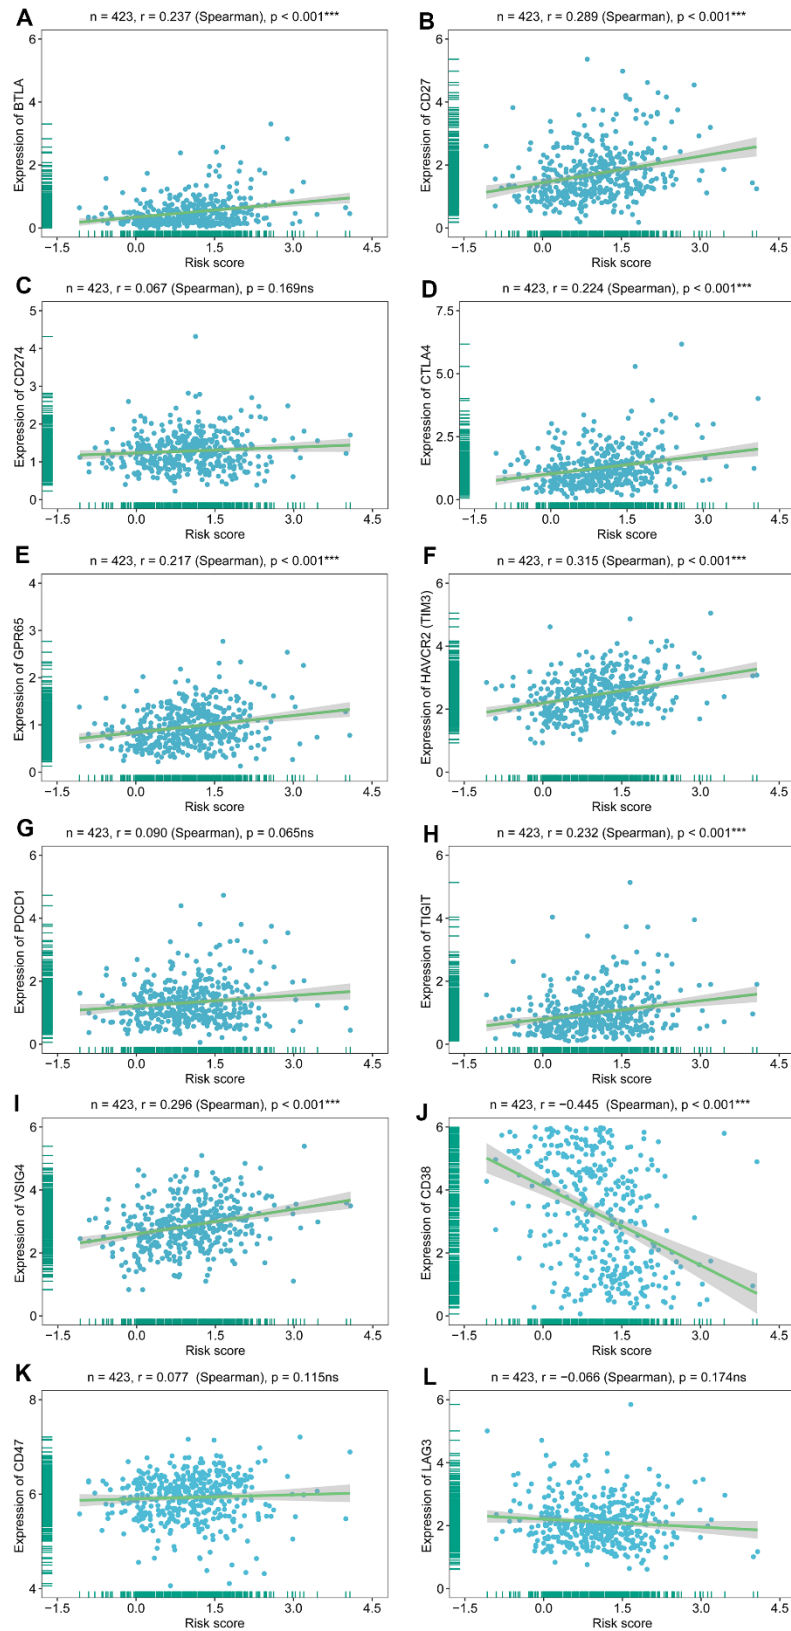 A
n = 423, r = 0.237 (Spearman), p < 0.001***
Expression of BTLA
6
4
2
0
−1.5 0.0 1.5 3.0 4.5
Risk score
B
n = 423, r = 0.289 (Spearman), p < 0.001***
Expression of CD27
6
4
2
0
−1.5 0.0 1.5 3.0 4.5
Risk score
C
n = 423, r = 0.067 (Spearman), p = 0.169ns
Expression of CD274
5
4
3
2
1
0
−1.5 0.0 1.5 3.0 4.5
Risk score
D
n = 423, r = 0.224 (Spearman), p < 0.001***
Expression of CTLA4
7.5
5.0
2.5
0.0
−1.5 0.0 1.5 3.0 4.5
Risk score
E
n = 423, r = 0.217 (Spearman), p < 0.001***
Expression of GPR65
4
3
2
1
0
−1.5 0.0 1.5 3.0 4.5
Risk score
F
n = 423, r = 0.315 (Spearman), p < 0.001***
Expression of HAVCR2 (TIM3)
6
4
2
0
−1.5 0.0 1.5 3.0 4.5
Risk score
G
n = 423, r = 0.090 (Spearman), p = 0.065ns
Expression of PDCD1
6
4
2
0
−1.5 0.0 1.5 3.0 4.5
Risk score
H
n = 423, r = 0.232 (Spearman), p < 0.001***
Expression of TIGIT
6
4
2
0
−1.5 0.0 1.5 3.0 4.5
Risk score
I
n = 423, r = 0.296 (Spearman), p < 0.001***
Expression of VSIG4
6
4
2
0
−1.5 0.0 1.5 3.0 4.5
Risk score
J
n = 423, r = −0.445 (Spearman), p < 0.001***
Expression of CD38
6
4
2
0
−1.5 0.0 1.5 3.0 4.5
Risk score
K
n = 423, r = 0.077 (Spearman), p = 0.115ns
Expression of CD47
8
6
4
−1.5 0.0 1.5 3.0 4.5
Risk score
L
n = 423, r = −0.066 (Spearman), p = 0.174ns
Expression of LAG3
6
4
2
0
−1.5 0.0 1.5 3.0 4.5
Risk score